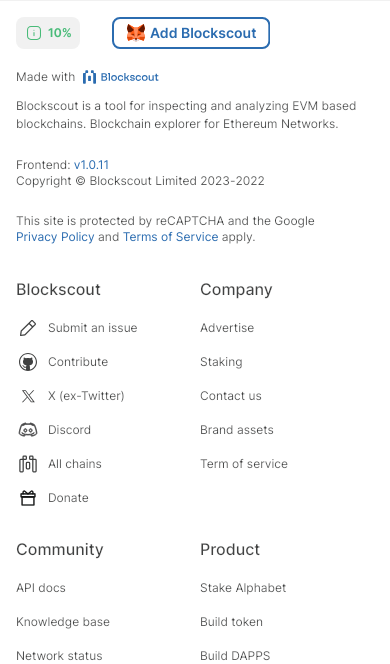 10%
Add Blockscout
Made with Blockscout
Blockscout is a tool for inspecting and analyzing EVM based
blockchains. Blockchain explorer for Ethereum Networks.
Frontend: v1.0.11
Copyright © Blockscout Limited 2023-2022
This site is protected by reCAPTCHA and the Google
Privacy Policy and Terms of Service apply.
Blockscout
Submit an issue
Contribute
X (ex-Twitter)
Discord
All chains
Donate
Company
Advertise
Staking
Contact us
Brand assets
Term of service
Community
API docs
Knowledge base
Network status
Product
Stake Alphabet
Build token
Build DAPPS